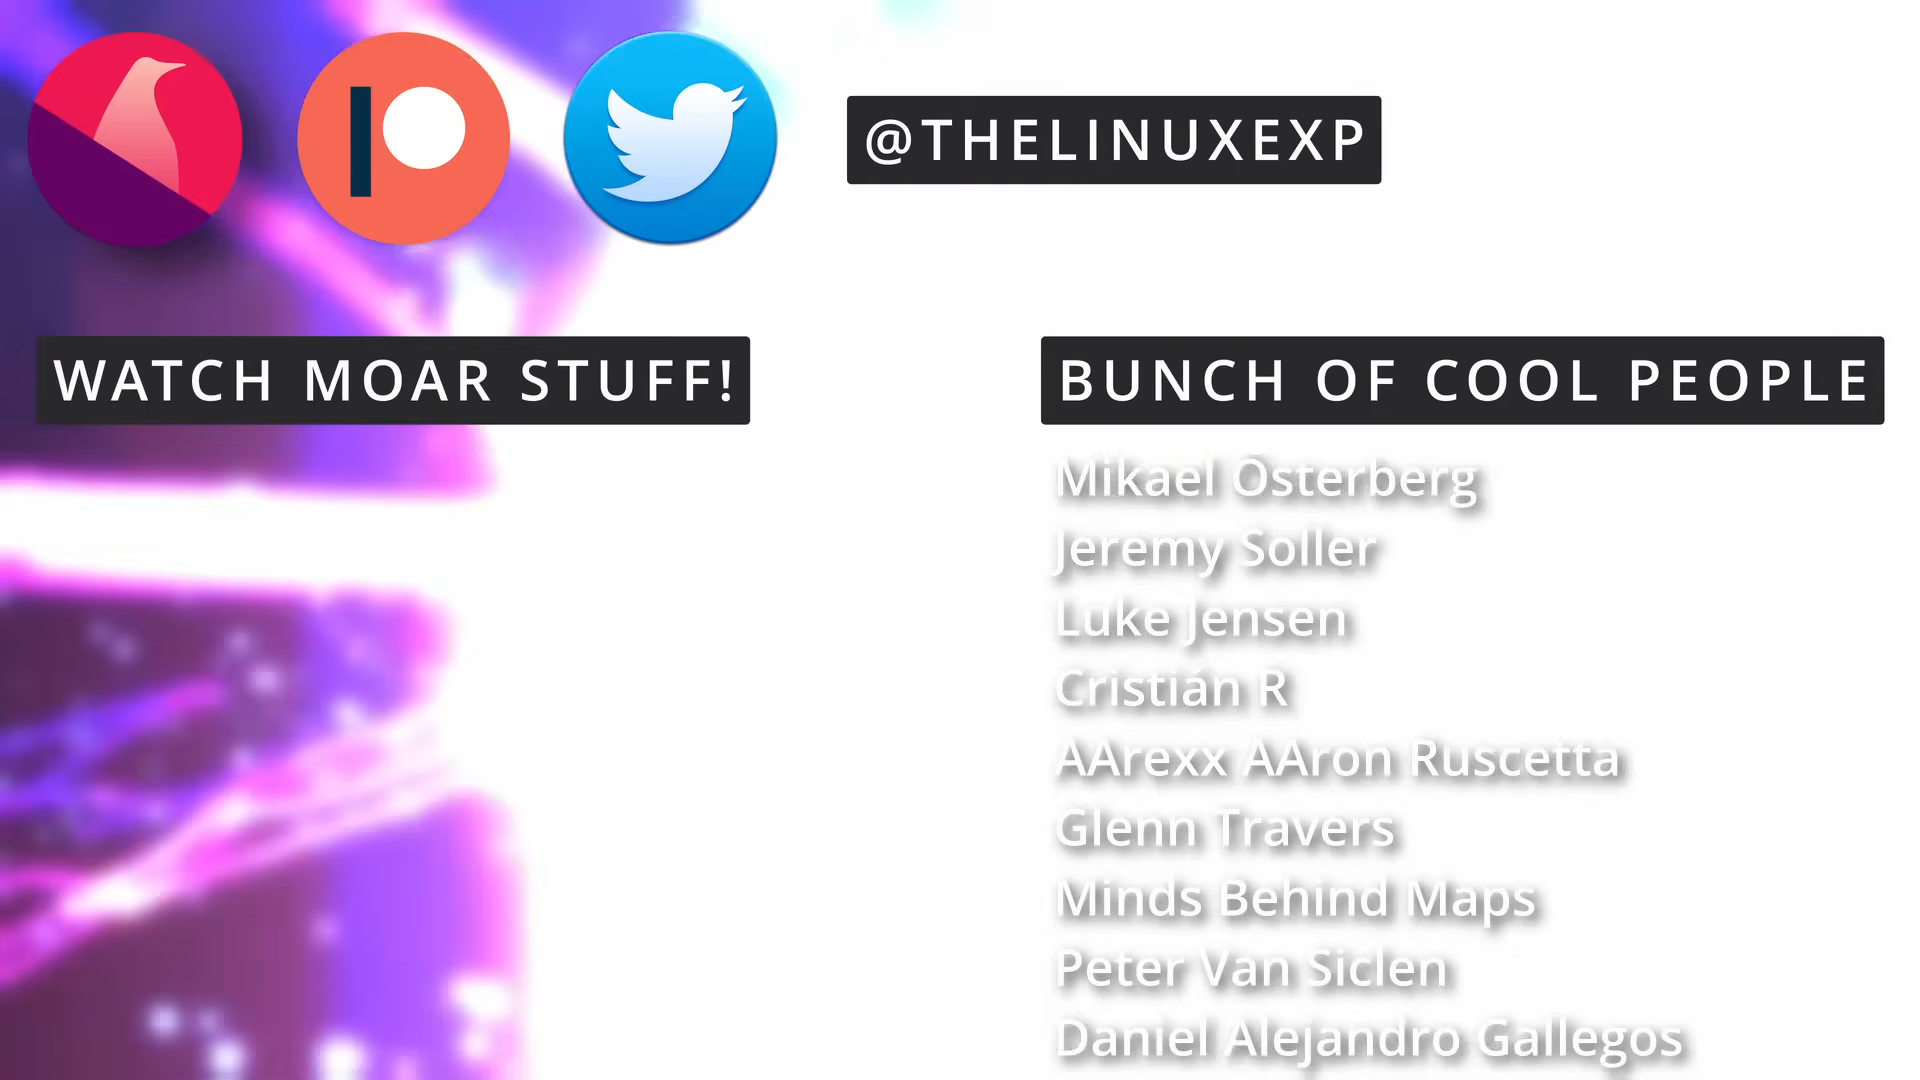 @THELINUXEXP
WATCH MOAR STUFF!
BUNCH OF COOL PEOPLE
Mikael Osterberg
Jeremy Soller
Luke Jensen
Cristián R
AArexx AAron Ruscetta
Glenn Travers
Minds Behind Maps
Peter Van Siclen
Daniel Alejandro Gallegos